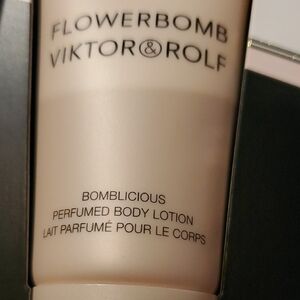 FLOWERBOMB
VIKTOR&ROLF
BOMBLICIOUS
PERFUMED BODY LOTION
LAIT PARFUMÉ POUR LE CORPS